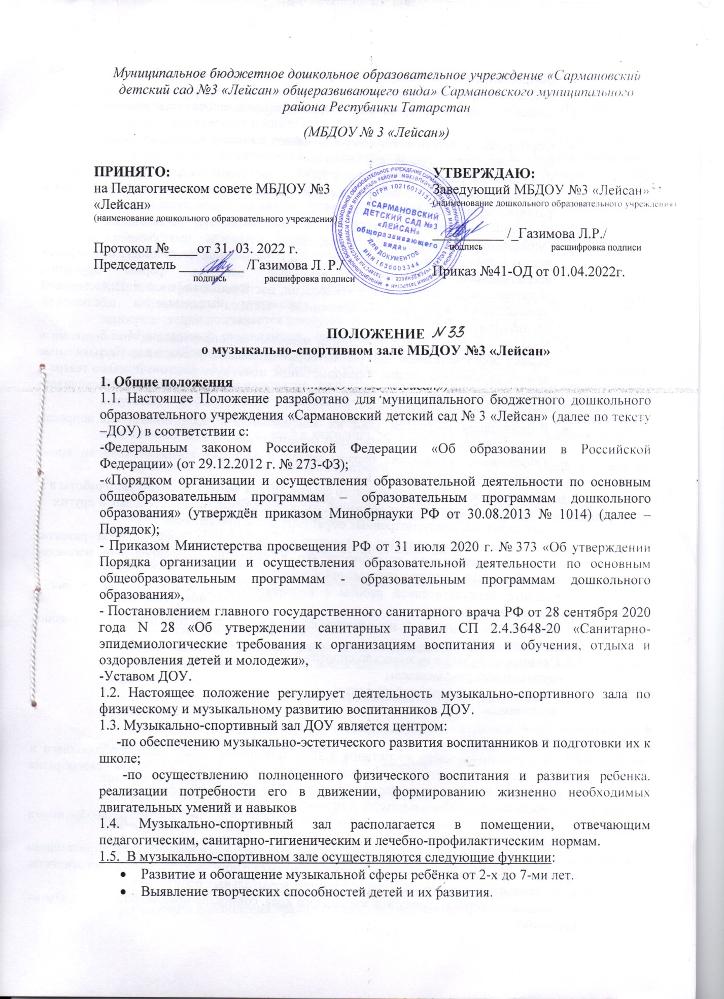 Муниципальное бюджетное дошкольное образовательное учреждение «Сармановский
детский сад №3 «Лейсан» общеразвивающего вида» Сармановского муниципального
района Республики Татарстан
(МБДОУ № 3 «Лейсан»)
ПРИНЯТО:
на Педагогическом совете МБДОУ №3
«Лейсан»
(наименование дошкольного образовательного учреждения)
Протокол №____ от 31. 03. 2022 г.
Председатель _________ /Газимова Л . Р./
подпись расшифровка подписи
ОГРН 102160131317
«САРМАНОВСКИЙ
ДЕТСКИЙ САД №3
«ЛЕЙСАН»
общеразвивающего
вида»
ДЛЯ ДОКУМЕНТОВ
ИНН 1636003344
УТВЕРЖДАЮ:
Заведующий МБДОУ №3 «Лейсан»
(наименование дошкольного образовательного учреждения)
__________ /_Газимова Л.Р./
подпись расшифровка подписи
Приказ №41-ОД от 01.04.2022г.
ПОЛОЖЕНИЕ N 33
о музыкально-спортивном зале МБДОУ №3 «Лейсан»
1. Общие положения
1.1. Настоящее Положение разработано для муниципального бюджетного дошкольного
образовательного учреждения «Сармановский детский сад № 3 «Лейсан» (далее по тексту
–ДОУ) в соответствии с:
-Федеральным законом Российской Федерации «Об образовании в Российской
Федерации» (от 29.12.2012 г. № 273-ФЗ);
-«Порядком организации и осуществления образовательной деятельности по основным
общеобразовательным программам – образовательным программам дошкольного
образования» (утверждён приказом Минобрнауки РФ от 30.08.2013 № 1014) (далее –
Порядок);
- Приказом Министерства просвещения РФ от 31 июля 2020 г. № 373 «Об утверждении
Порядка организации и осуществления образовательной деятельности по основным
общеобразовательным программам - образовательным программам дошкольного
образования»,
- Постановлением главного государственного санитарного врача РФ от 28 сентября 2020
года N 28 «Об утверждении санитарных правил СП 2.4.3648-20 «Санитарно-
эпидемиологические требования к организациям воспитания и обучения, отдыха и
оздоровления детей и молодежи»,
-Уставом ДОУ.
1.2. Настоящее положение регулирует деятельность музыкально-спортивного зала по
физическому и музыкальному развитию воспитанников ДОУ.
1.3. Музыкально-спортивный зал ДОУ является центром:
-по обеспечению музыкально-эстетического развития воспитанников и подготовки их к
школе;
-по осуществлению полноценного физического воспитания и развития ребенка,
реализации потребности его в движении, формированию жизненно необходимых
двигательных умений и навыков
1.4. Музыкально-спортивный зал располагается в помещении, отвечающим
педагогическим, санитарно-гигиеническим и лечебно-профилактическим нормам.
1.5. В музыкально-спортивном зале осуществляются следующие функции:
• Развитие и обогащение музыкальной сферы ребёнка от 2-х до 7-ми лет.
• Выявление творческих способностей детей и их развития.